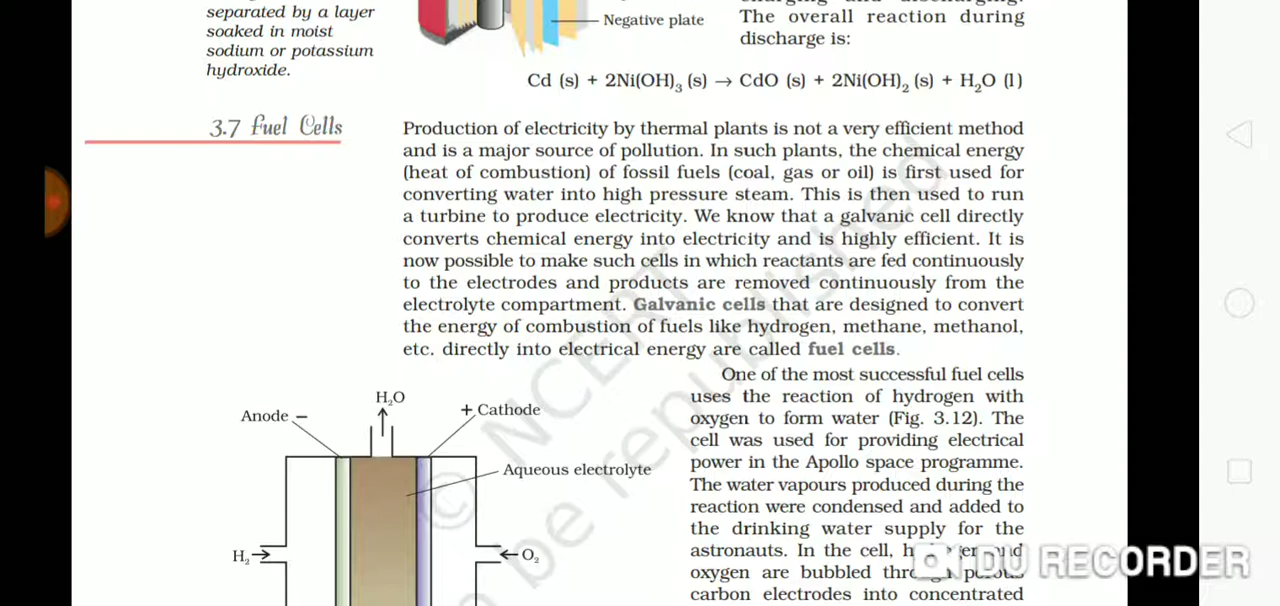 separated by a layer
soaked in moist
sodium or potassium
hydroxide.
Negative plate
The overall reaction during
discharge is:
Cd (s) + 2Ni(OH)₃ (s) → CdO (s) + 2Ni(OH)₂ (s) + H₂O (l)
3.7 Fuel Cells
Production of electricity by thermal plants is not a very efficient method
and is a major source of pollution. In such plants, the chemical energy
(heat of combustion) of fossil fuels (coal, gas or oil) is first used for
converting water into high pressure steam. This is then used to run
a turbine to produce electricity. We know that a galvanic cell directly
converts chemical energy into electricity and is highly efficient. It is
now possible to make such cells in which reactants are fed continuously
to the electrodes and products are removed continuously from the
electrolyte compartment. Galvanic cells that are designed to convert
the energy of combustion of fuels like hydrogen, methane, methanol,
etc. directly into electrical energy are called fuel cells.
H₂O
Anode −
+ Cathode
Aqueous electrolyte
H₂→
←O₂
One of the most successful fuel cells
uses the reaction of hydrogen with
oxygen to form water (Fig. 3.12). The
cell was used for providing electrical
power in the Apollo space programme.
The water vapours produced during the
reaction were condensed and added to
the drinking water supply for the
astronauts. In the cell, and
oxygen are bubbled porous
carbon electrodes into concentrated
© NCERT
be republished
DU RECORDER